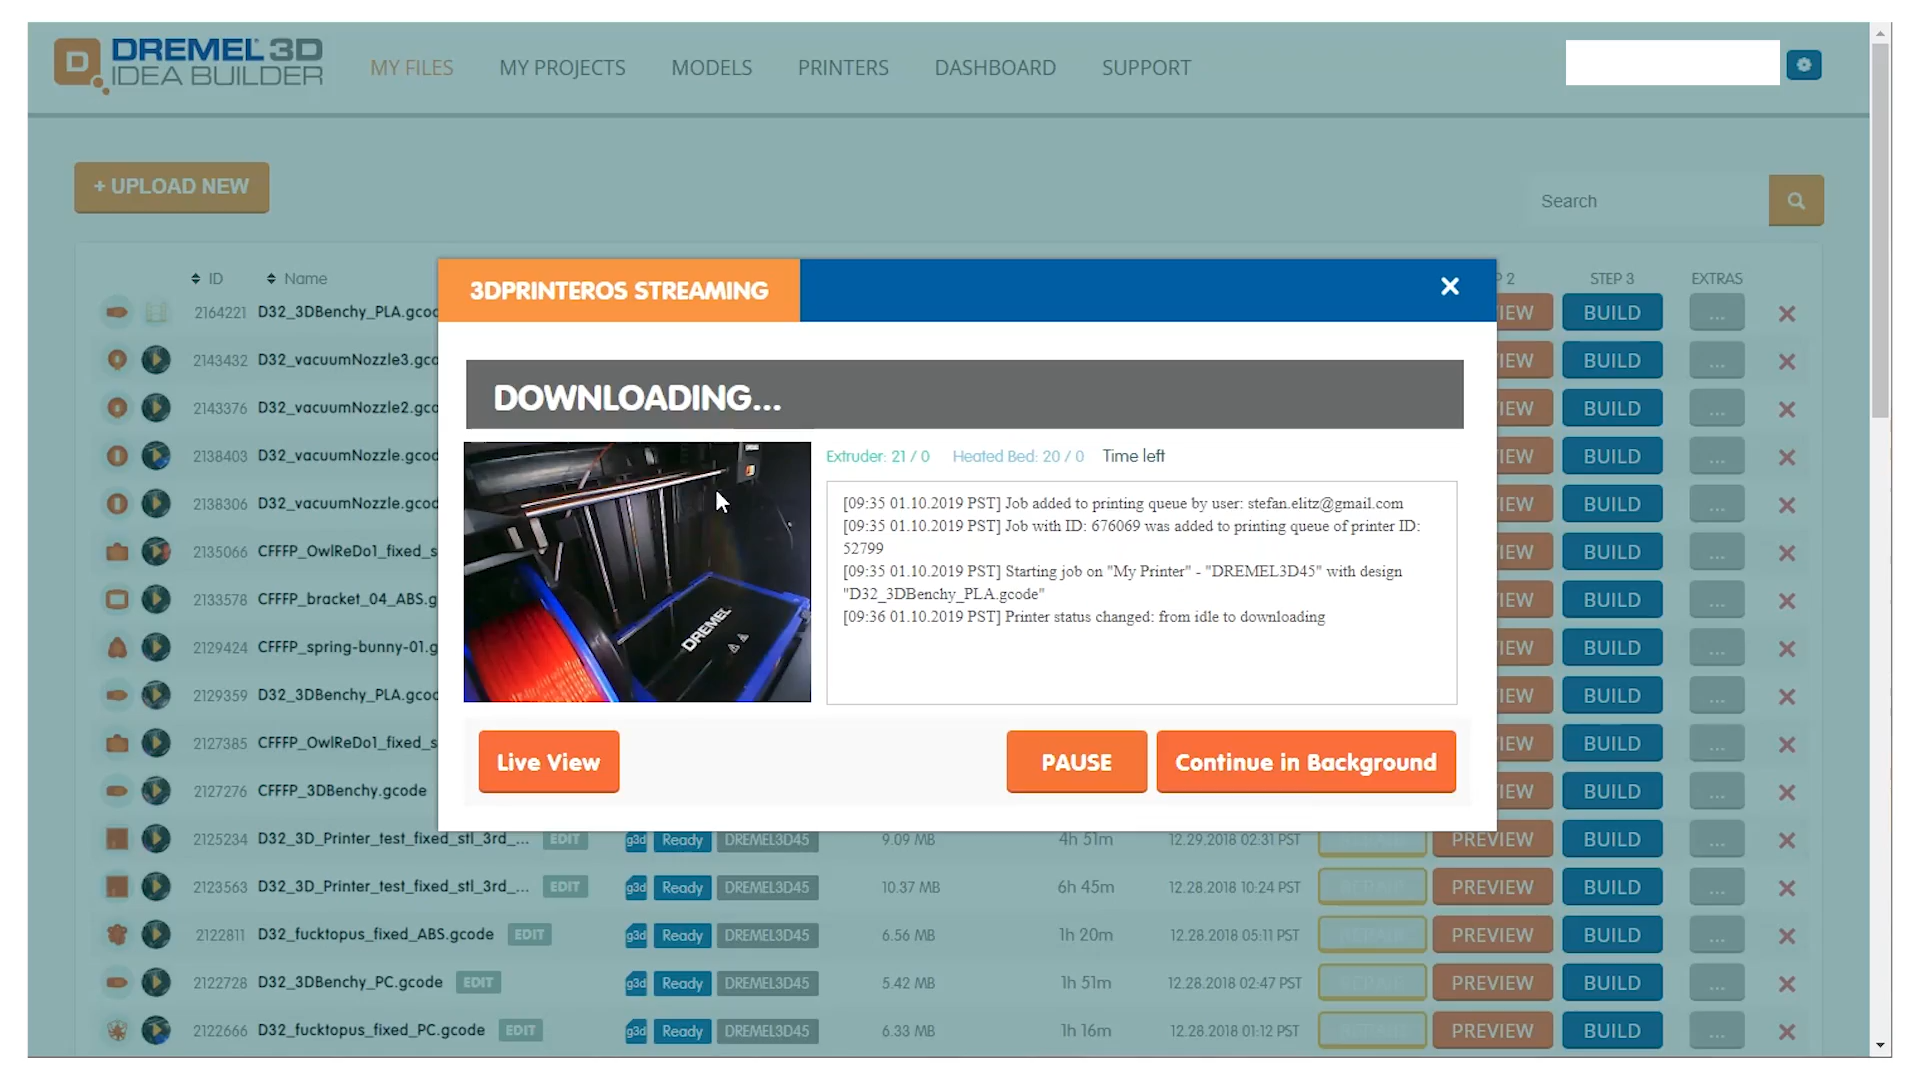 DREMEL 3D
IDEA BUILDER
MY FILES MY PROJECTS MODELS PRINTERS DASHBOARD SUPPORT
+ UPLOAD NEW
Search
ID Name STEP 3 EXTRAS
3DPRINTEROS STREAMING
DOWNLOADING...
Extruder: 21 / 0 Heated Bed: 20 / 0 Time left
[09:35 01.10.2019 PST] Job added to printing queue by user: stefan.elitz@gmail.com
[09:35 01.10.2019 PST] Job with ID: 676069 was added to printing queue of printer ID:
52799
[09:35 01.10.2019 PST] Starting job on "My Printer" - "DREMEL3D45" with design
"D32_3DBenchy_PLA.gcode"
[09:36 01.10.2019 PST] Printer status changed: from idle to downloading
DREMEL
Live View PAUSE Continue in Background
2164221 D32_3DBenchy_PLA.gcod IEW BUILD ...
2143432 D32_vacuumNozzle3.gco IEW BUILD ...
2143376 D32_vacuumNozzle2.gco IEW BUILD ...
2138403 D32_vacuumNozzle.gcod IEW BUILD ...
2138306 D32_vacuumNozzle.gcod IEW BUILD ...
2135066 CFFFP_OwlReDo1_fixed_s IEW BUILD ...
2133578 CFFFP_bracket_04_ABS.g IEW BUILD ...
2129424 CFFFP_spring-bunny-01.g IEW BUILD ...
2129359 D32_3DBenchy_PLA.gcod IEW BUILD ...
2127385 CFFFP_OwlReDo1_fixed_s IEW BUILD ...
2127276 CFFFP_3DBenchy.gcode IEW BUILD ...
2125234 D32_3D_Printer_test_fixed_stl_3rd_... EDIT g3d Ready DREMEL3D45 9.09 MB 4h 51m 12.29.2018 02:31 PST PREVIEW BUILD ...
2123563 D32_3D_Printer_test_fixed_stl_3rd_... EDIT g3d Ready DREMEL3D45 10.37 MB 6h 45m 12.28.2018 10:24 PST PREVIEW BUILD ...
2122811 D32_fucktopus_fixed_ABS.gcode EDIT g3d Ready DREMEL3D45 6.56 MB 1h 20m 12.28.2018 05:11 PST PREVIEW BUILD ...
2122728 D32_3DBenchy_PC.gcode EDIT g3d Ready DREMEL3D45 5.42 MB 1h 51m 12.28.2018 02:47 PST PREVIEW BUILD ...
2122666 D32_fucktopus_fixed_PC.gcode EDIT g3d Ready DREMEL3D45 6.33 MB 1h 16m 12.28.2018 01:12 PST PREVIEW BUILD ...